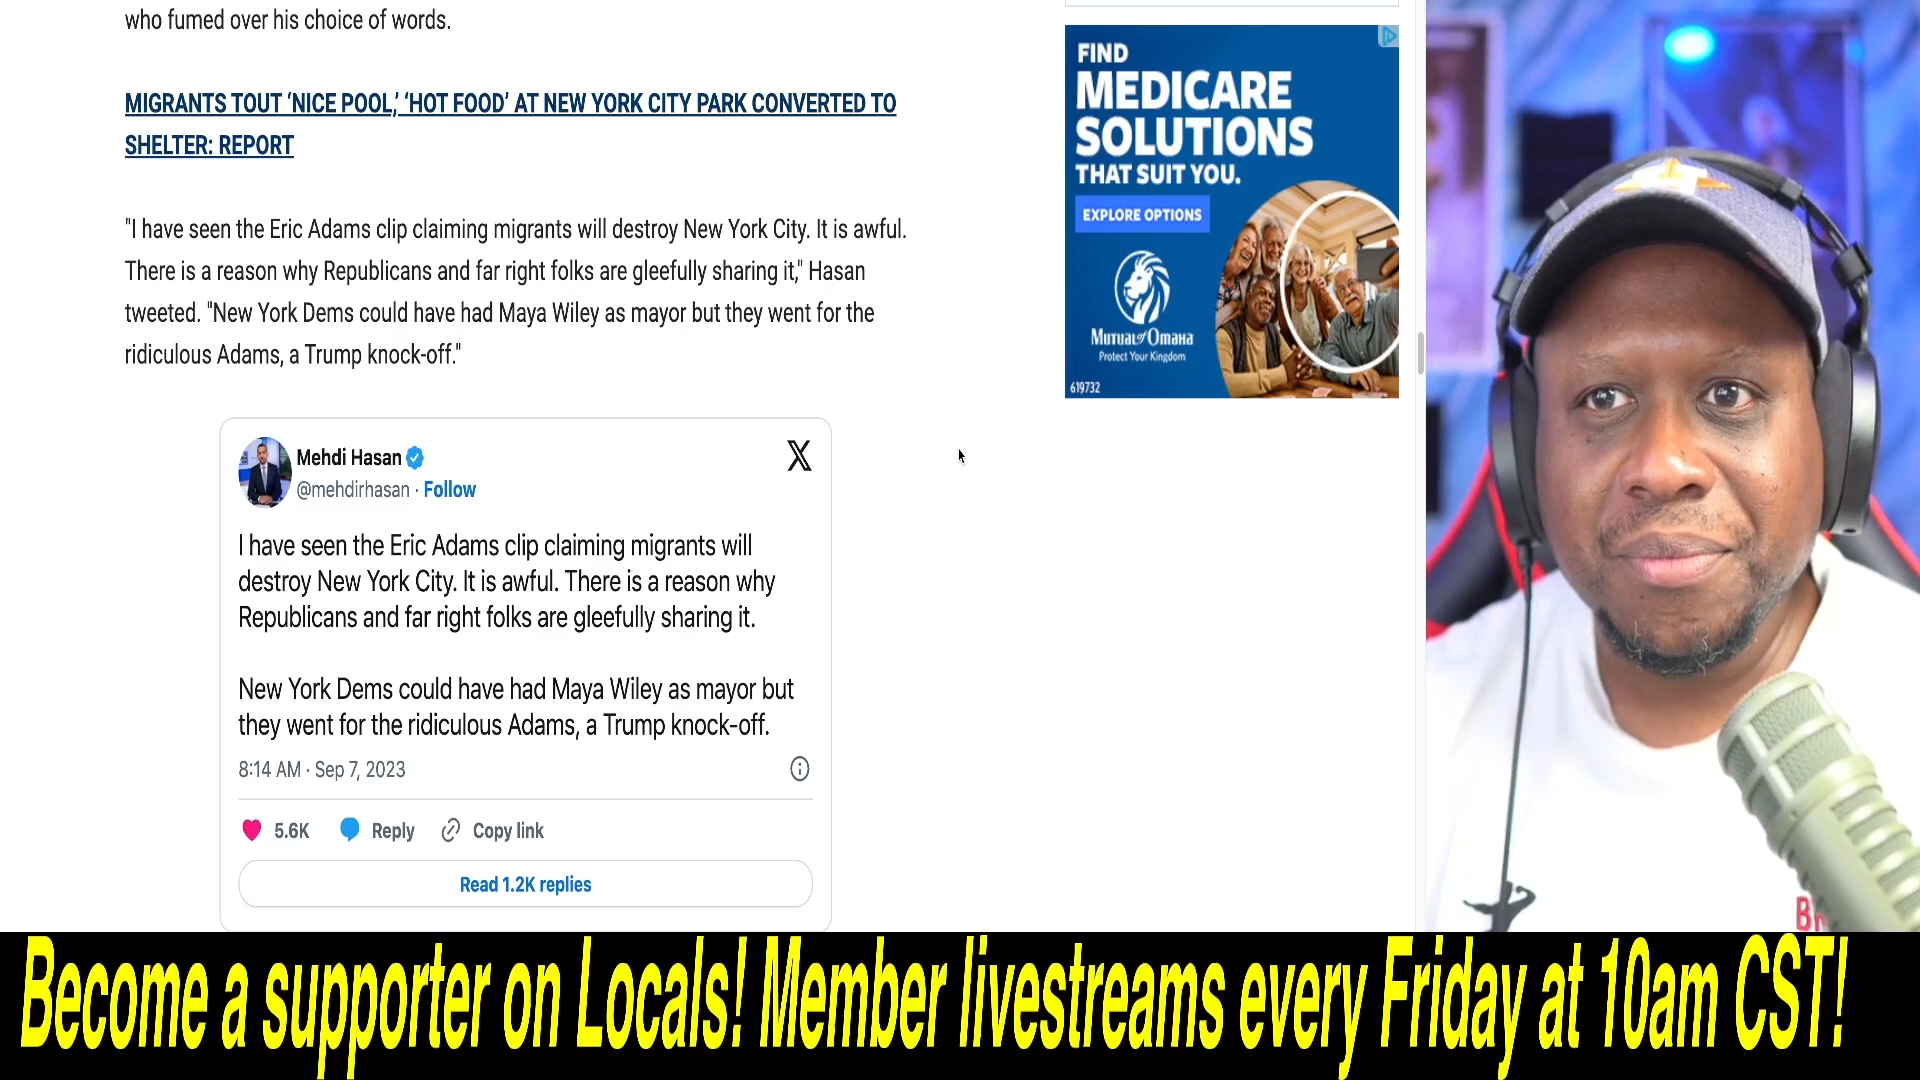 who fumed over his choice of words.
MIGRANTS TOUT ‘NICE POOL,’ ‘HOT FOOD’ AT NEW YORK CITY PARK CONVERTED TO
SHELTER: REPORT
"I have seen the Eric Adams clip claiming migrants will destroy New York City. It is awful.
There is a reason why Republicans and far right folks are gleefully sharing it," Hasan
tweeted. "New York Dems could have had Maya Wiley as mayor but they went for the
ridiculous Adams, a Trump knock-off."
Mehdi Hasan
@mehdirhasan · Follow
I have seen the Eric Adams clip claiming migrants will
destroy New York City. It is awful. There is a reason why
Republicans and far right folks are gleefully sharing it.
New York Dems could have had Maya Wiley as mayor but
they went for the ridiculous Adams, a Trump knock-off.
8:14 AM · Sep 7, 2023
5.6K Reply Copy link
Read 1.2K replies
FIND
MEDICARE
SOLUTIONS
THAT SUIT YOU.
EXPLORE OPTIONS
Mutual of Omaha
Protect Your Kingdom
619732
Become a supporter on Locals! Member livestreams every Friday at 10am CST!